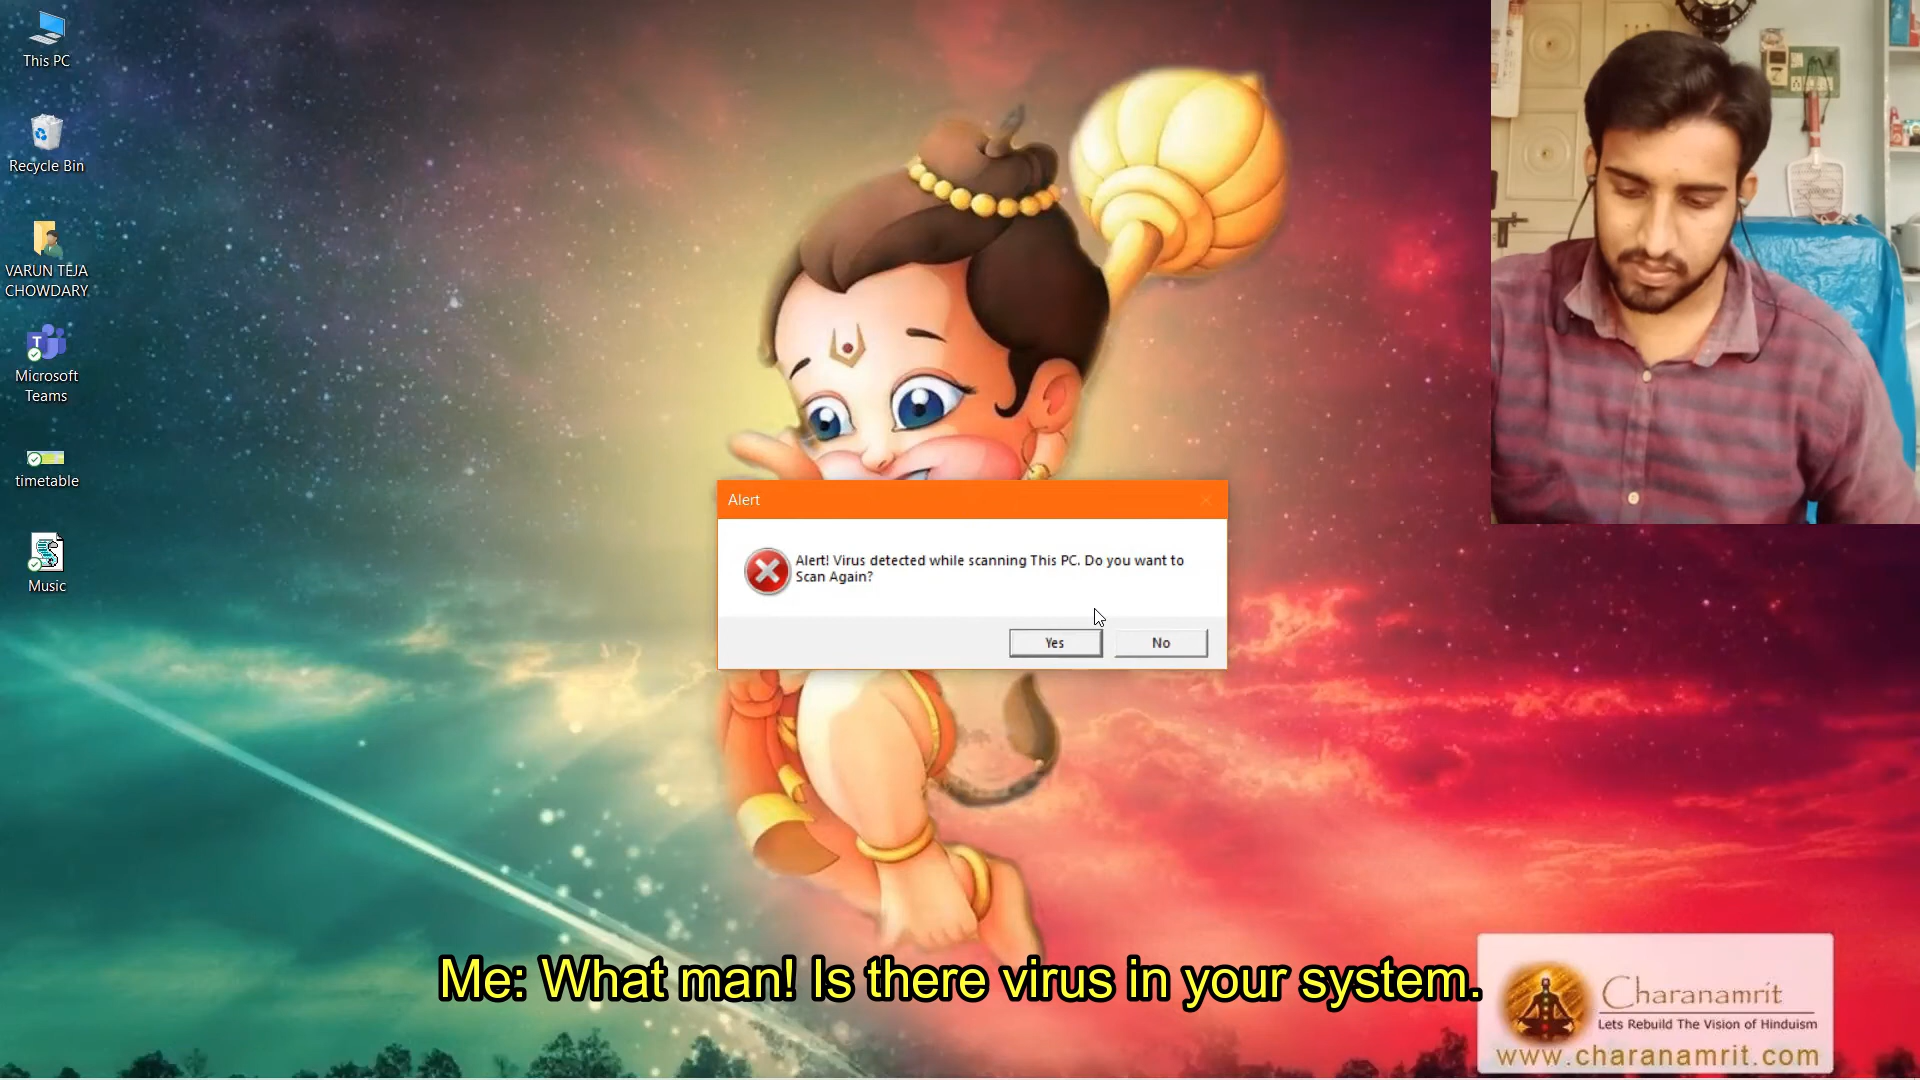 This PC
Recycle Bin
VARUN TEJA
CHOWDARY
Microsoft
Teams
timetable
Music
Alert
Alert! Virus detected while scanning This PC. Do you want to
Scan Again?
Yes
No
Me: What man! Is there virus in your system.
Charanamrit
Lets Rebuild The Vision of Hinduism
www.charanamrit.com